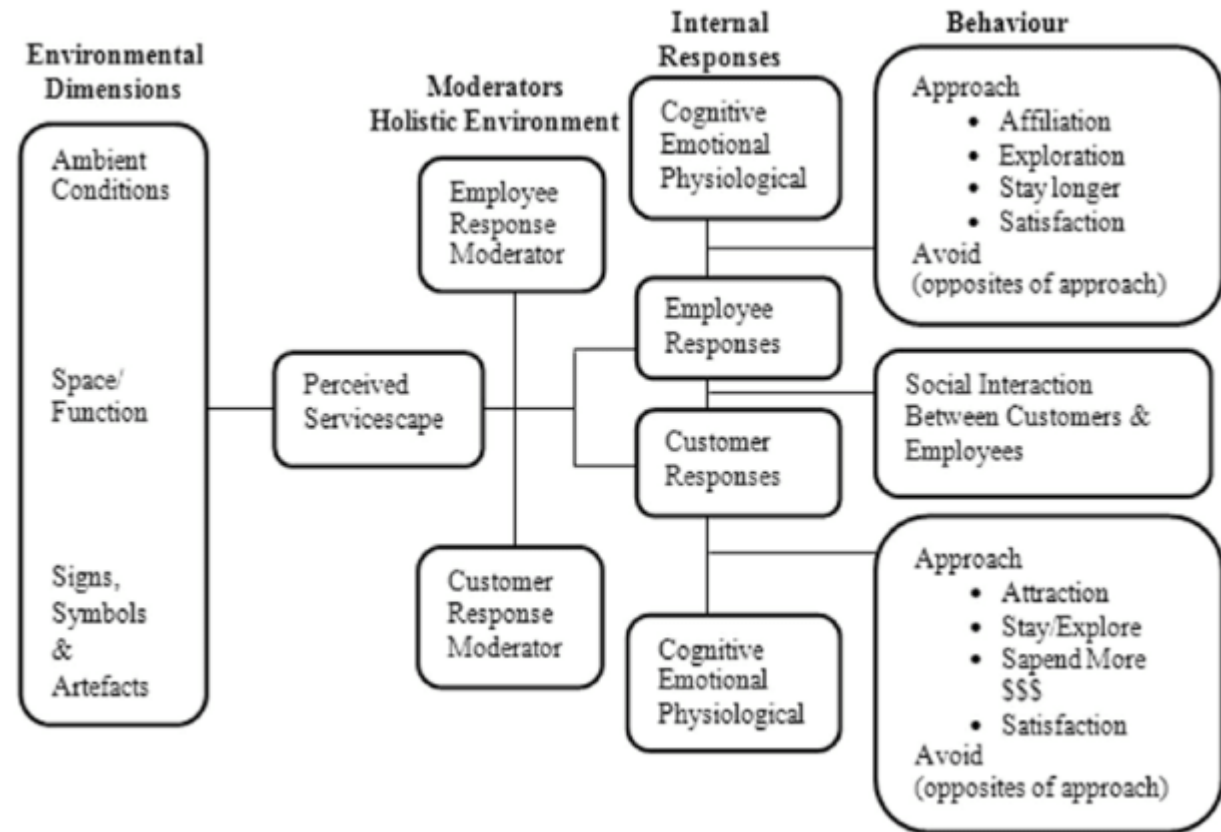 Environmental
Dimensions
Ambient
Conditions
Space/
Function
Signs,
Symbols
&
Artefacts
Perceived
Servicescape
Moderators
Holistic Environment
Employee
Response
Moderator
Customer
Response
Moderator
Internal
Responses
Cognitive
Emotional
Physiological
Employee
Responses
Customer
Responses
Cognitive
Emotional
Physiological
Behaviour
Approach
• Affiliation
• Exploration
• Stay longer
• Satisfaction
Avoid
(opposites of approach)
Social Interaction
Between Customers &
Employees
Approach
• Attraction
• Stay/Explore
• Sapend More
$$$
• Satisfaction
Avoid
(opposites of approach)